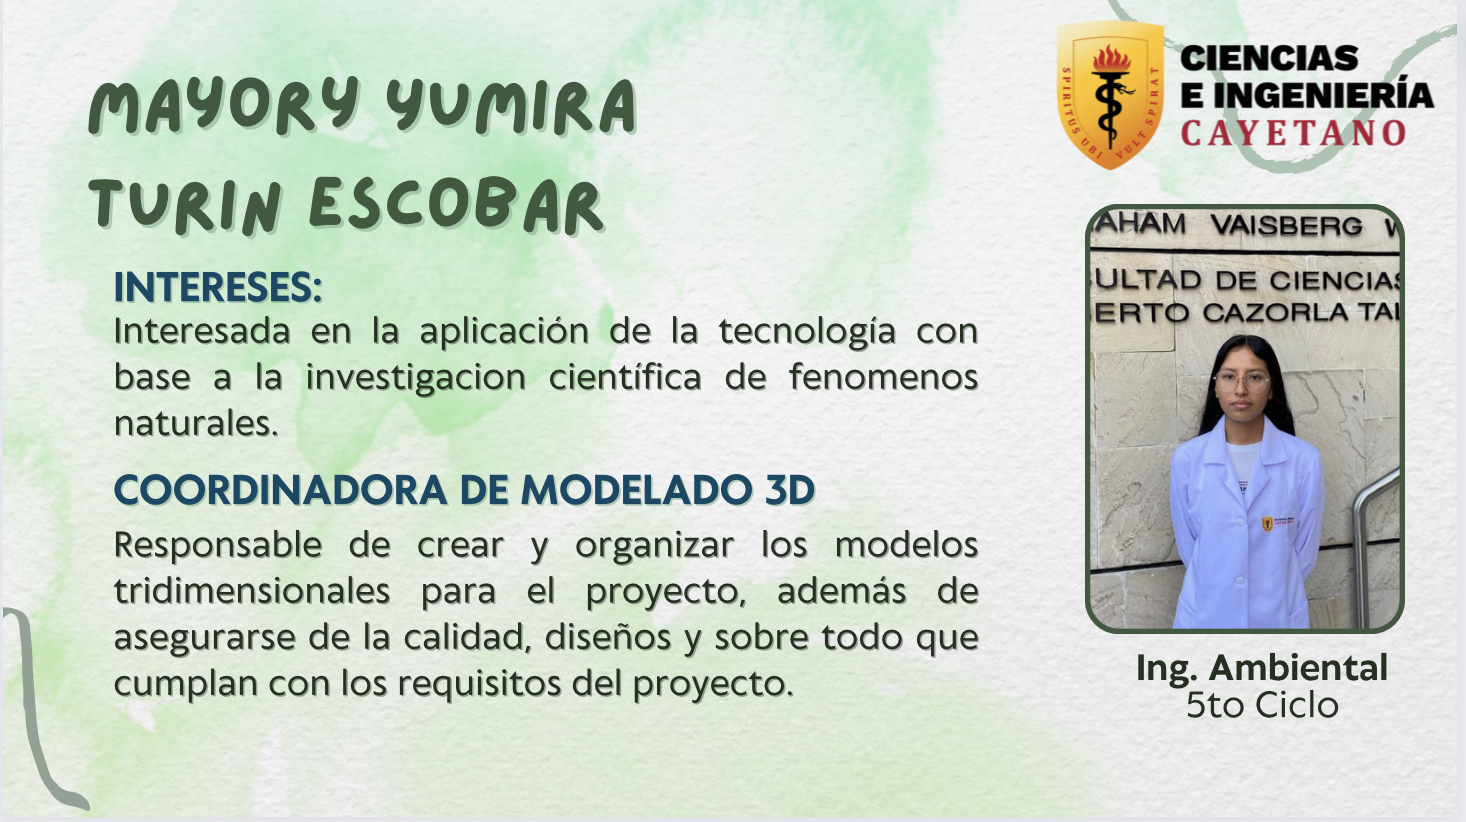 MAYORY YUMIRA
TURIN ESCOBAR
INTERESES:
Interesada en la aplicación de la tecnología con
base a la investigacion científica de fenomenos
naturales.
COORDINADORA DE MODELADO 3D
Responsable de crear y organizar los modelos
tridimensionales para el proyecto, además de
asegurarse de la calidad, diseños y sobre todo que
cumplan con los requisitos del proyecto.
SPIRITUS UBI VULT SPIRAT
CIENCIAS
E INGENIERÍA
CAYETANO
AHAM VAISBERG W
ULTAD DE CIENCIAS
ERTO CAZORLA TAL
Ing. Ambiental
5to Ciclo